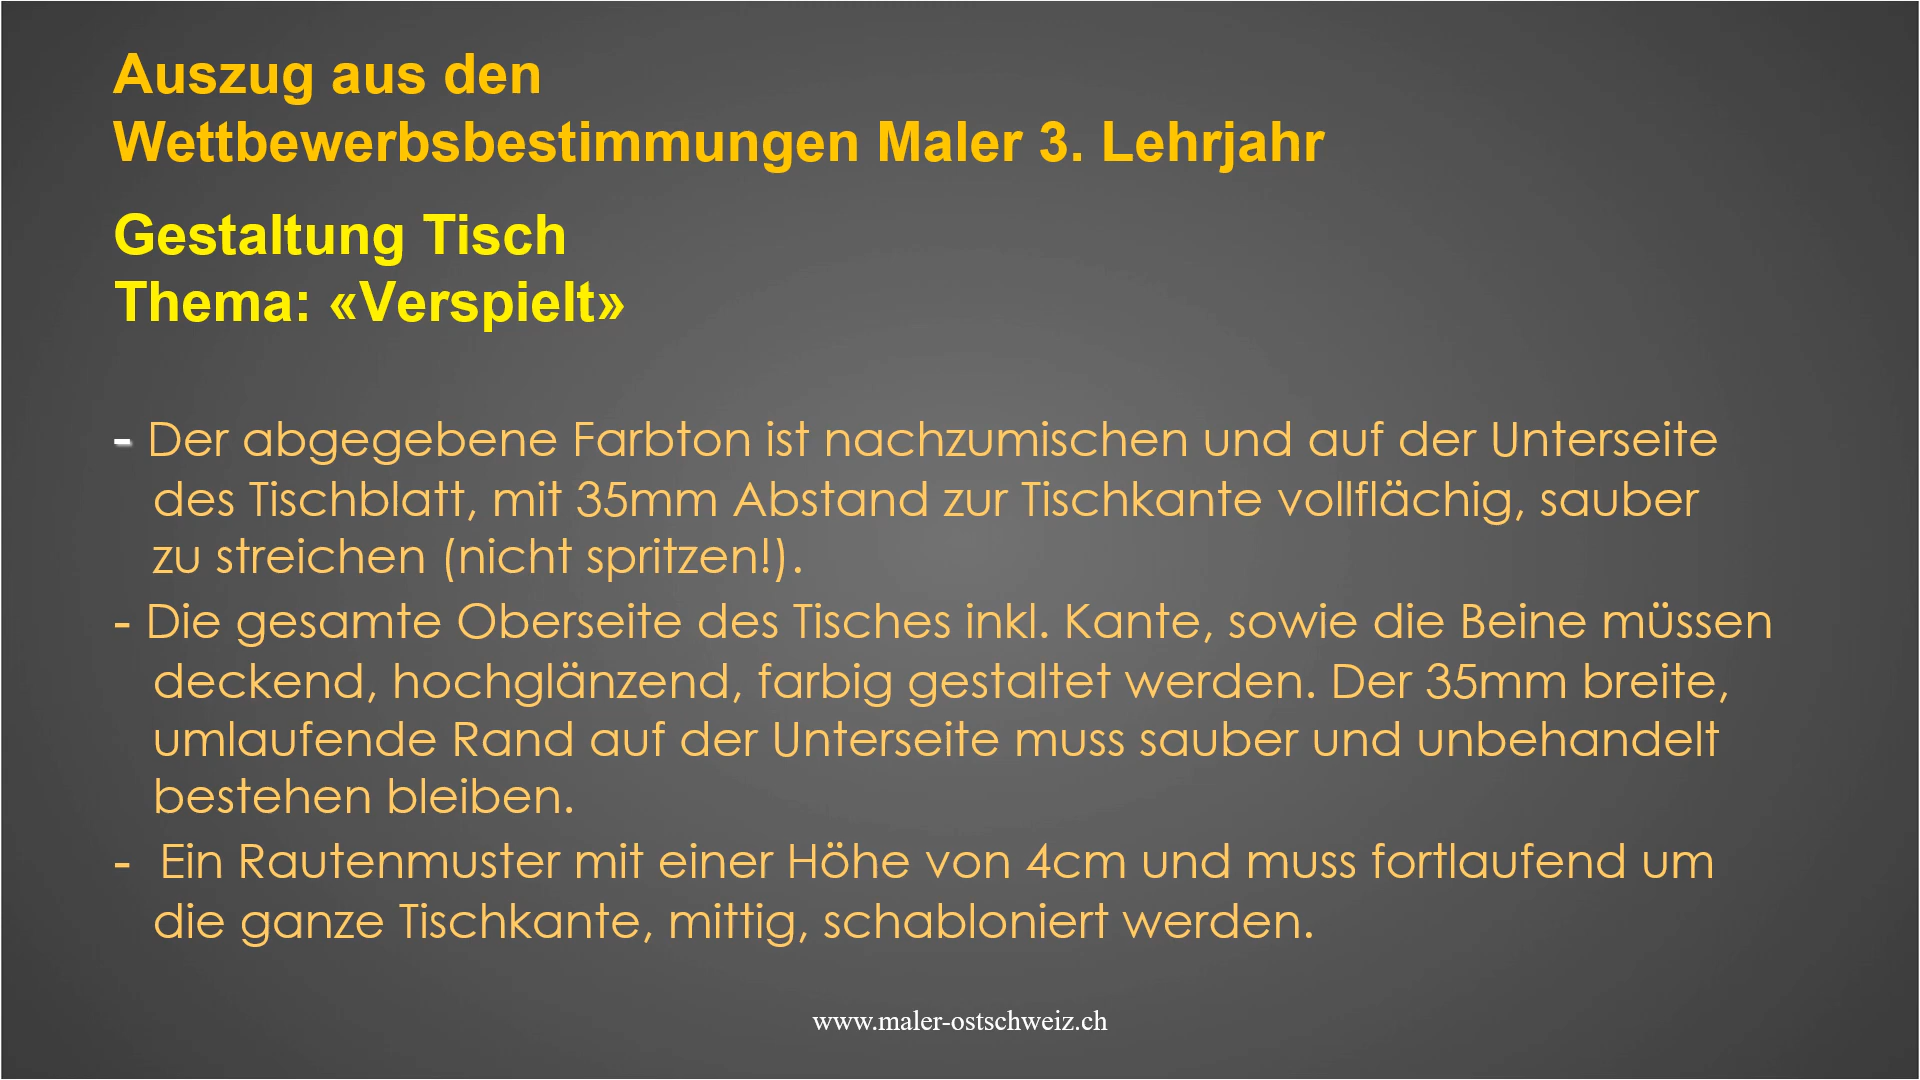 Auszug aus den
Wettbewerbsbestimmungen Maler 3. Lehrjahr
Gestaltung Tisch
Thema: «Verspielt»
- Der abgegebene Farbton ist nachzumischen und auf der Unterseite
des Tischblatt, mit 35mm Abstand zur Tischkante vollflächig, sauber
zu streichen (nicht spritzen!).
- Die gesamte Oberseite des Tisches inkl. Kante, sowie die Beine müssen
deckend, hochglänzend, farbig gestaltet werden. Der 35mm breite,
umlaufende Rand auf der Unterseite muss sauber und unbehandelt
bestehen bleiben.
- Ein Rautenmuster mit einer Höhe von 4cm und muss fortlaufend um
die ganze Tischkante, mittig, schabloniert werden.
www.maler-ostschweiz.ch